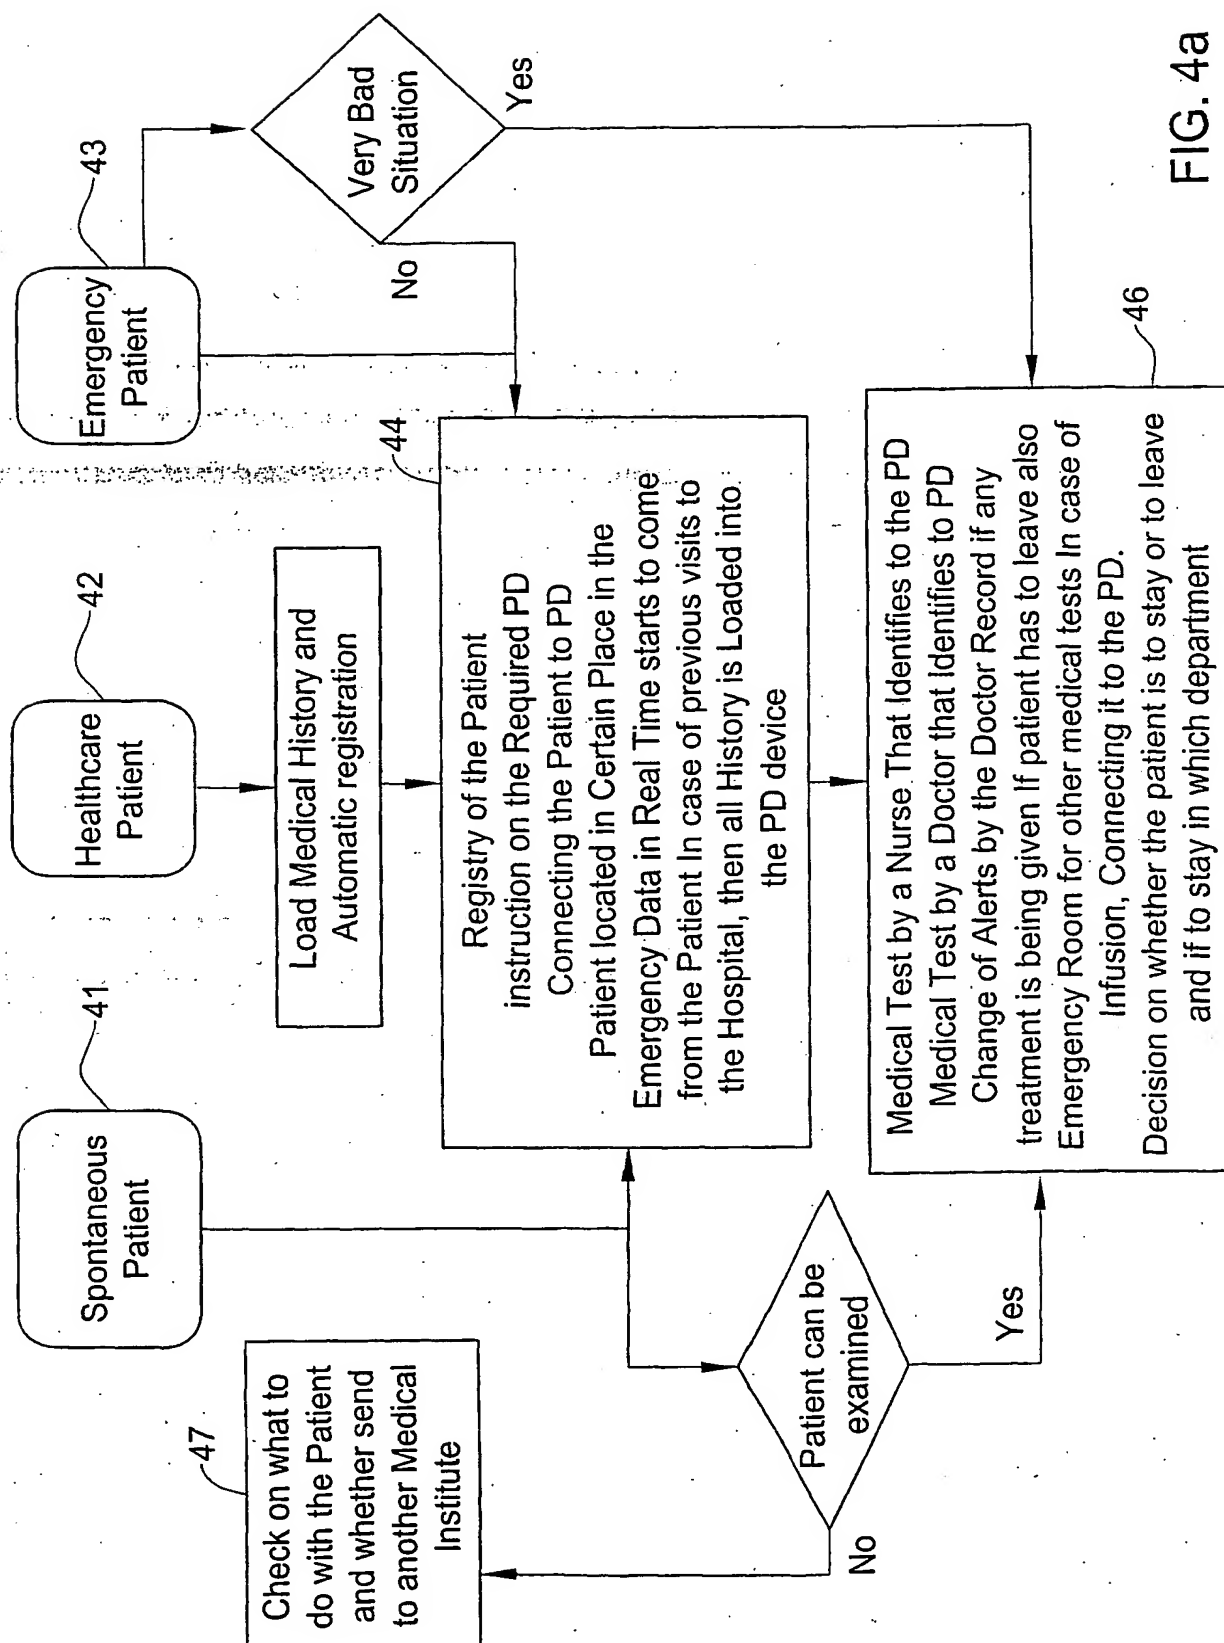 Spontaneous
Patient
41
Healthcare
Patient
42
Emergency
Patient
43
Check on what to
do with the Patient
and whether send
to another Medical
Institute
47
Load Medical History and
Automatic registration
Very Bad
Situation
No
Yes
44
Registry of the Patient
instruction on the Required PD
Connecting the Patient to PD
Patient located in Certain Place in the
Emergency Data in Real Time starts to come
from the Patient In case of previous visits to
the Hospital, then all History is Loaded into.
the PD device
Patient can be
examined
No
Yes
46
Medical Test by a Nurse That Identifies to the PD
Medical Test by a Doctor that Identifies to PD
Change of Alerts by the Doctor Record if any
treatment is being given If patient has to leave also
Emergency Room for other medical tests In case of
Infusion, Connecting it to the PD.
Decision on whether the patient is to stay or to leave
and if to stay in which department
FIG. 4a